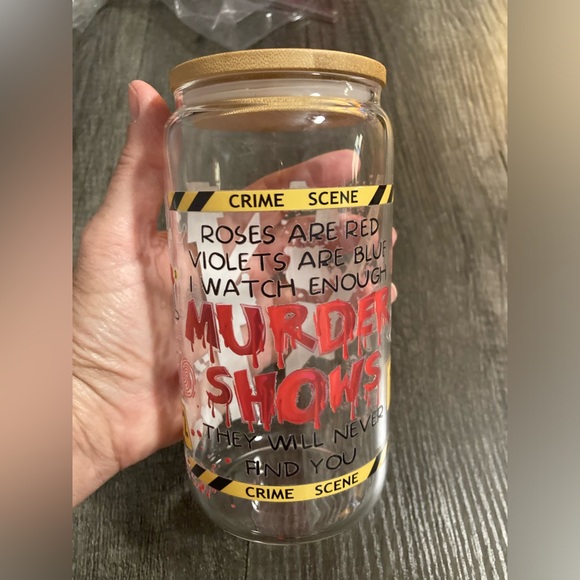 CRIME SCENE
ROSES ARE RED
VIOLETS ARE BLUE
I WATCH ENOUGH
MURDER
SHOWS
THEY WILL NEVER
FIND YOU
CRIME SCENE